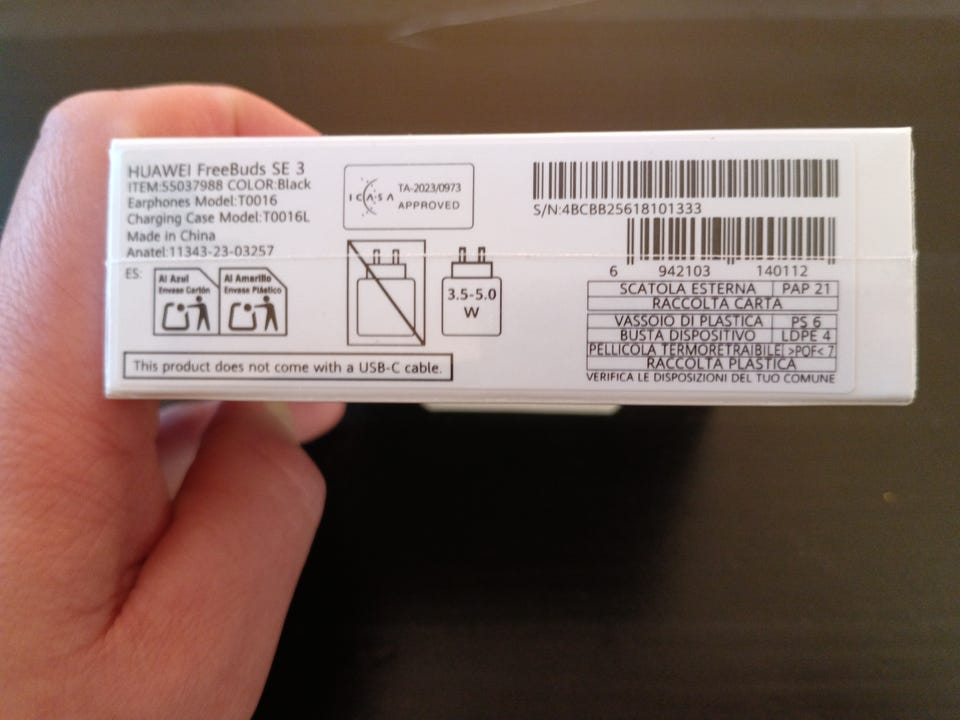 HUAWEI FreeBuds SE 3
ITEM:55037988 COLOR:Black
Earphones Model:T0016
Charging Case Model:T0016L
Made in China
Anatel:11343-23-03257
ES:
Al Azul
Envase Cartón
Al Amarillo
Envase Plástico
This product does not come with a USB-C cable.
ICASA
TA-2023/0973
APPROVED
3.5-5.0
W
S/N:4BCBB25618101333
6 942103 140112
SCATOLA ESTERNA PAP 21
RACCOLTA CARTA
VASSOIO DI PLASTICA PS 6
BUSTA DISPOSITIVO LDPE 4
PELLICOLA TERMORETRAIBILE >POF< 7
RACCOLTA PLASTICA
VERIFICA LE DISPOSIZIONI DEL TUO COMUNE